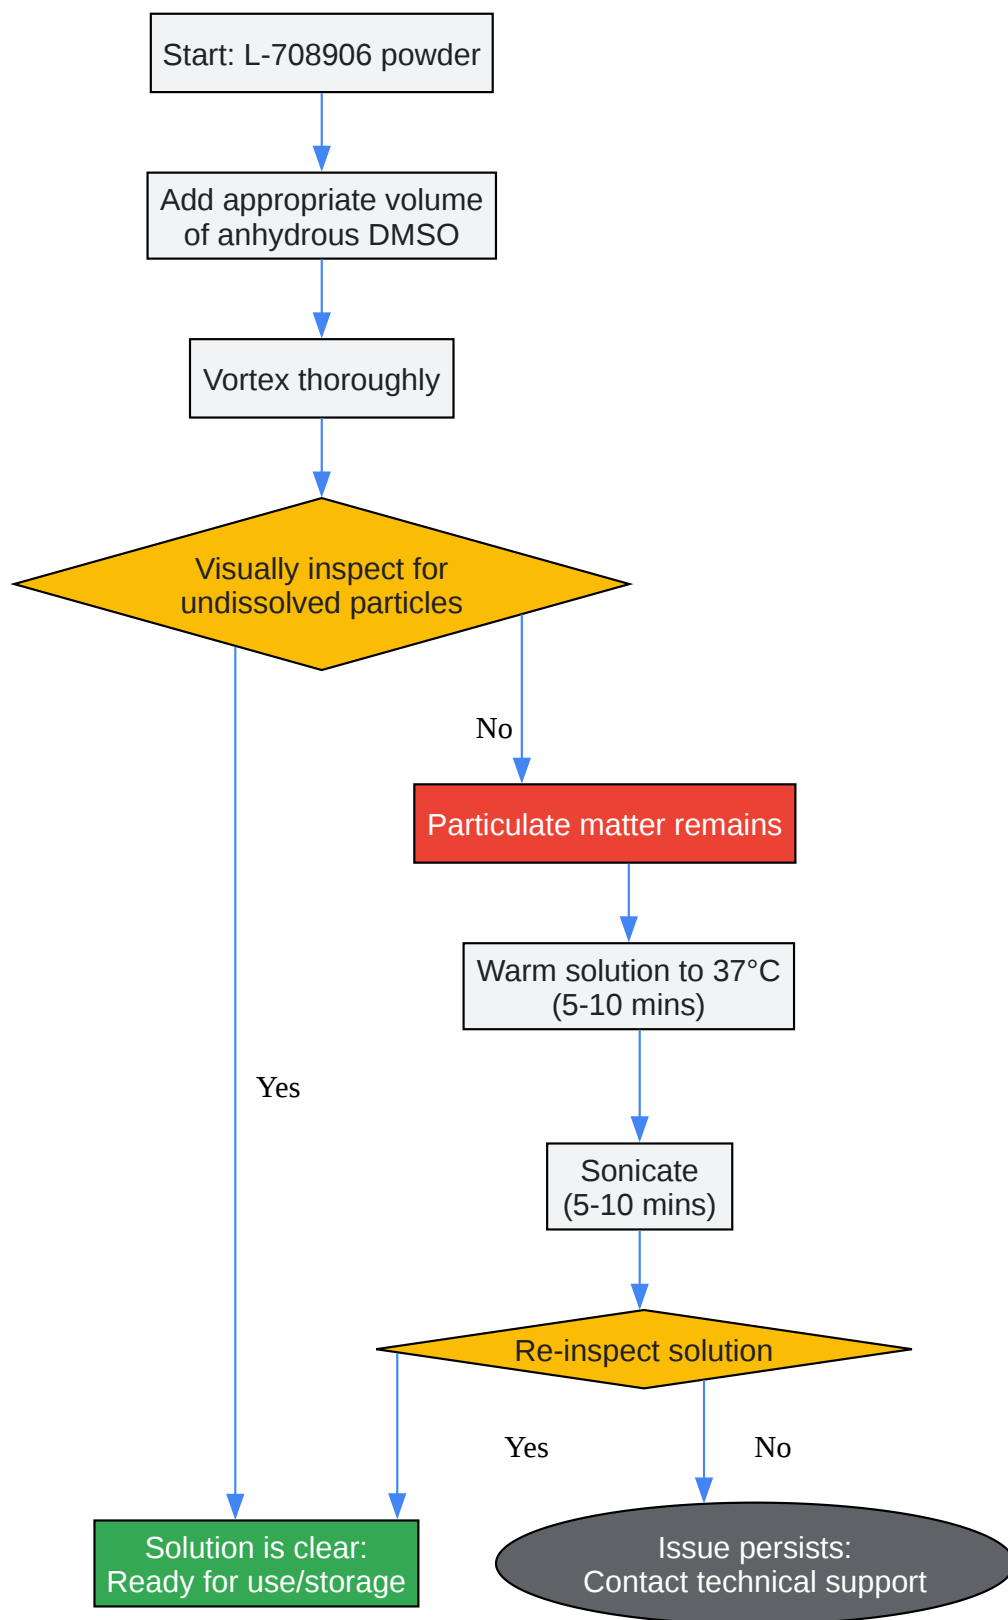 Start: L-708906 powder
Add appropriate volume
of anhydrous DMSO
Vortex thoroughly
Visually inspect for
undissolved particles
No
Particulate matter remains
Warm solution to 37°C
(5-10 mins)
Yes
Sonicate
(5-10 mins)
Re-inspect solution
Yes
No
Solution is clear:
Ready for use/storage
Issue persists:
Contact technical support